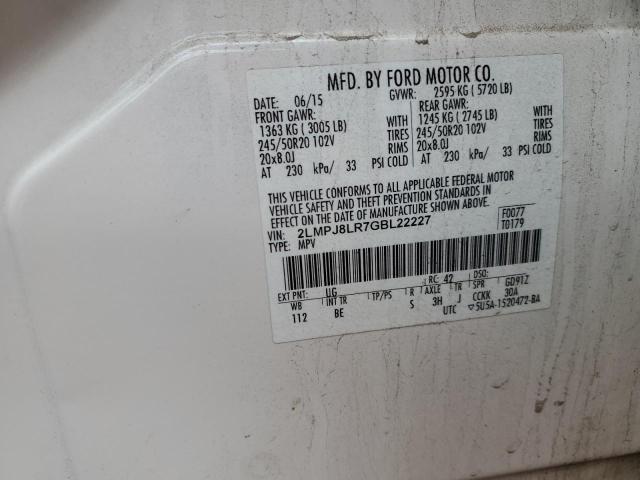 MFD. BY FORD MOTOR CO.
DATE: 06/15 GVWR: 2595 KG ( 5720 LB)
FRONT GAWR: REAR GAWR:
1363 KG ( 3005 LB) WITH 1245 KG ( 2745 LB) WITH
245/50R20 102V TIRES 245/50R20 102V TIRES
20x8.0J RIMS 20x8.0J RIMS
AT 230 kPa/ 33 PSI COLD AT 230 kPa/ 33 PSI COLD
THIS VEHICLE CONFORMS TO ALL APPLICABLE FEDERAL MOTOR
VEHICLE SAFETY AND THEFT PREVENTION STANDARDS IN
EFFECT ON THE DATE OF MANUFACTURE SHOWN ABOVE.
VIN: 2LMPJ8LR7GBL22227 F0077
TYPE: MPV T0179
EXT PNT: UG RC: 42 DSO:
WB INT TR TP/PS R AXLE TR SPR GD91Z
112 BE S 3H J CCKK 30A
UTC ▽5U5A-1520472-BA